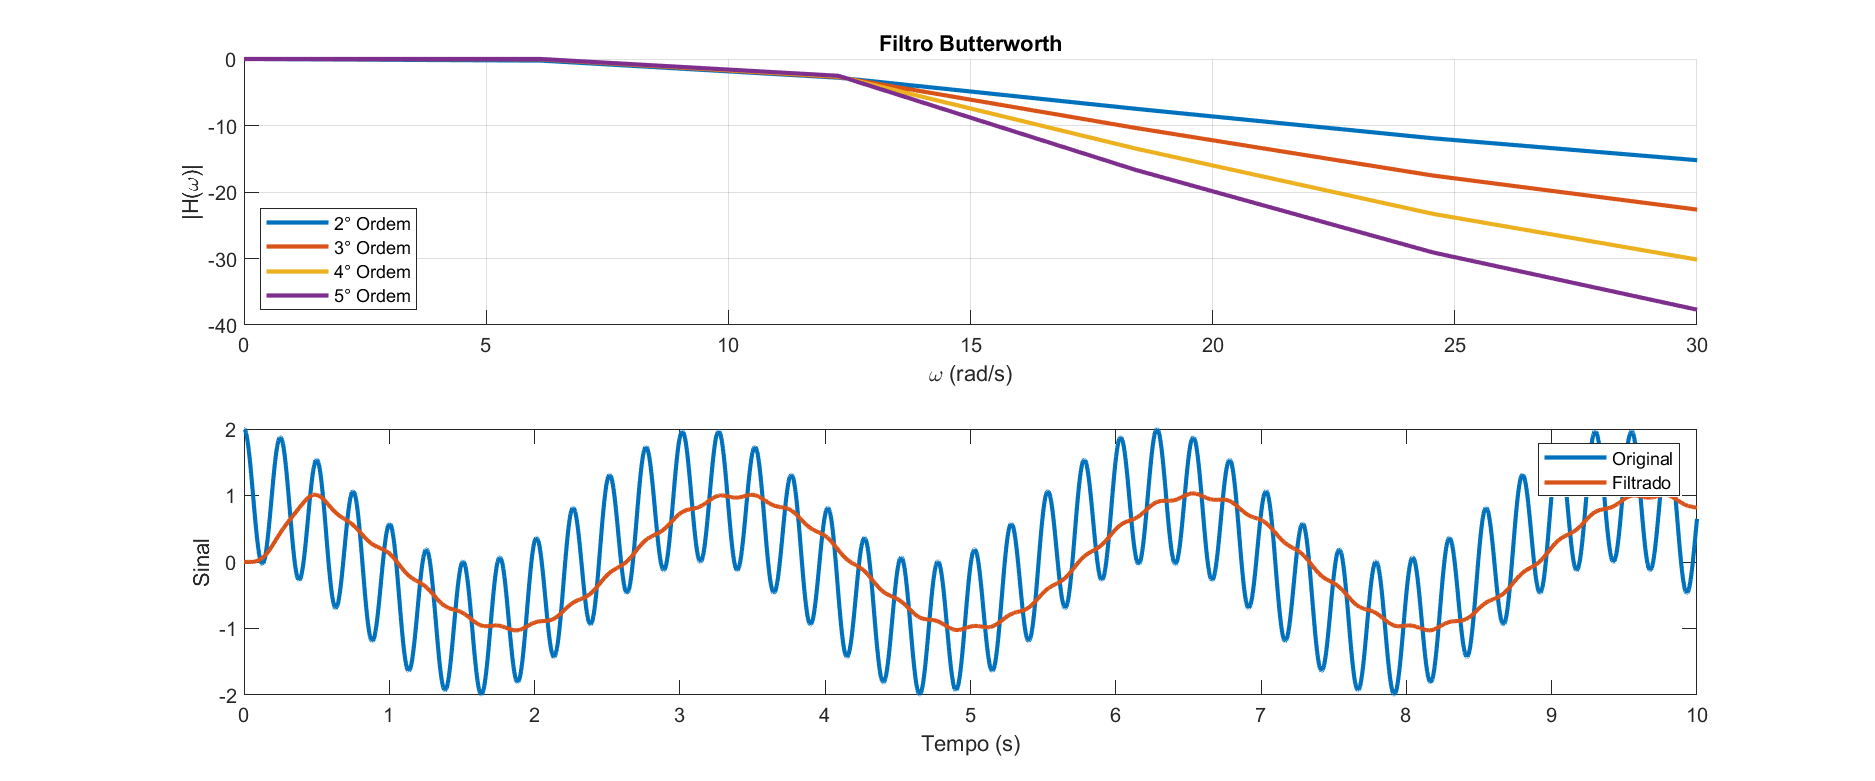 Filtro Butterworth
|H(ω)|
0
-10
-20
-30
-40
2° Ordem
3° Ordem
4° Ordem
5° Ordem
0 5 10 15 20 25 30
ω (rad/s)
Sinal
2
1
0
-1
-2
Original
Filtrado
0 1 2 3 4 5 6 7 8 9 10
Tempo (s)